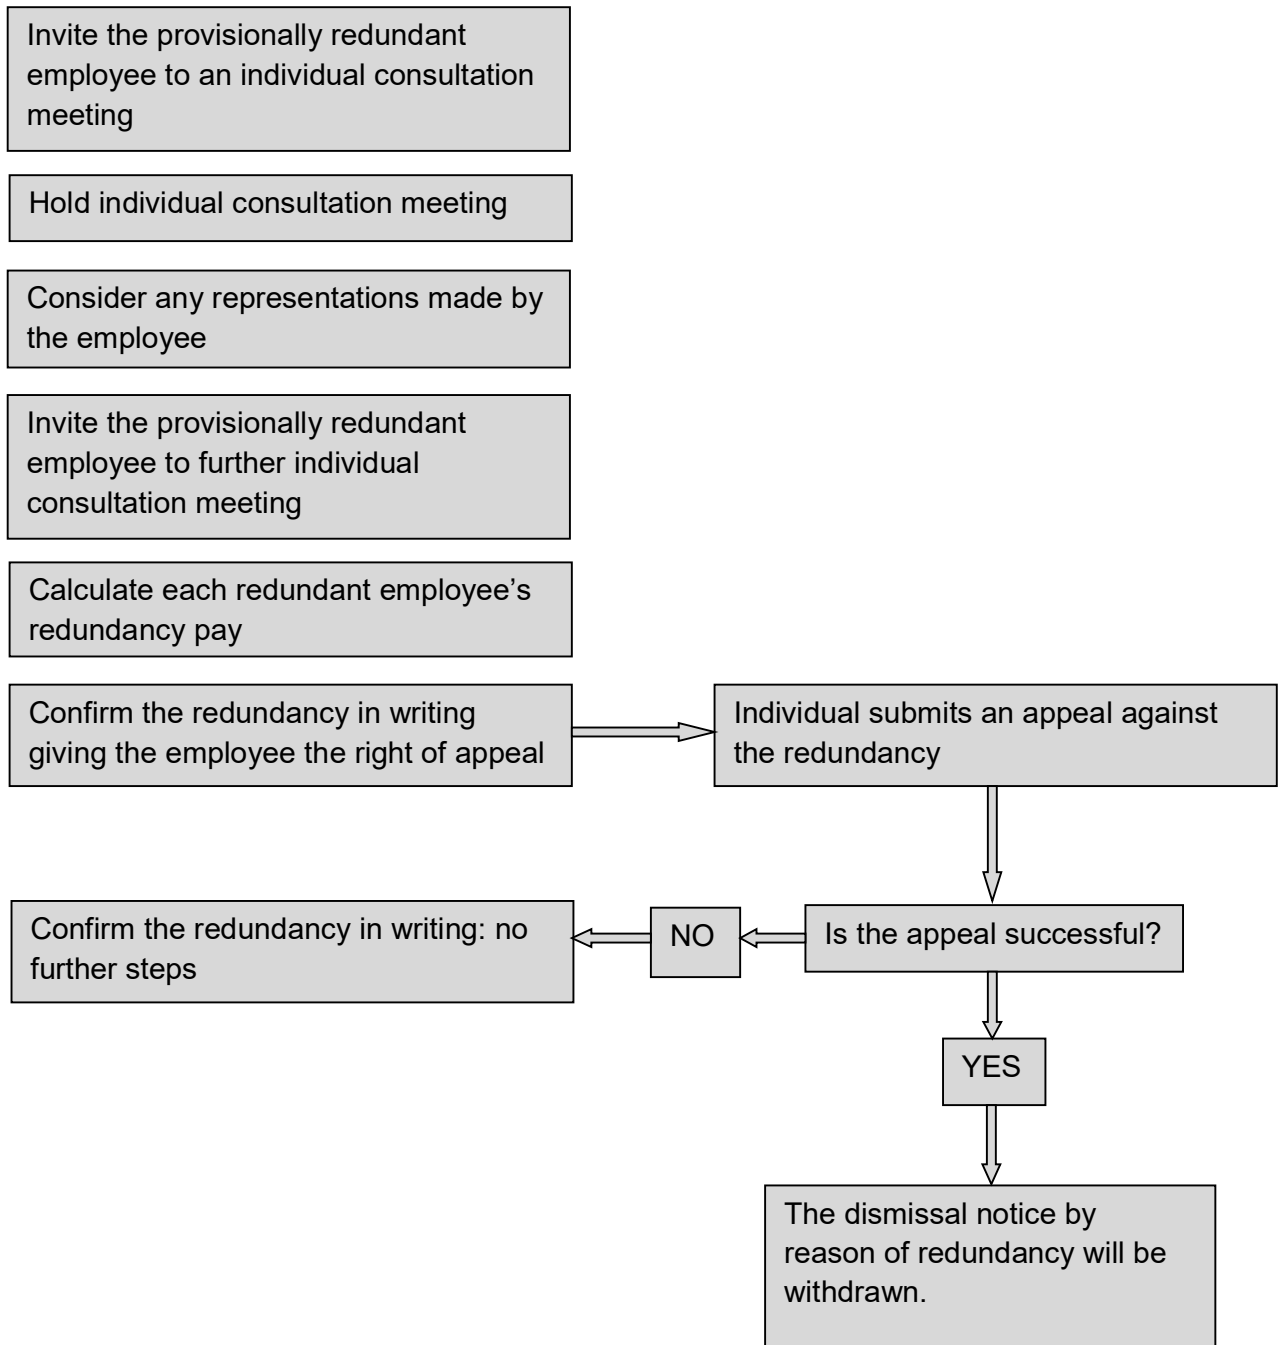 Invite the provisionally redundant
employee to an individual consultation
meeting
Hold individual consultation meeting
Consider any representations made by
the employee
Invite the provisionally redundant
employee to further individual
consultation meeting
Calculate each redundant employee’s
redundancy pay
Confirm the redundancy in writing
giving the employee the right of appeal
Individual submits an appeal against
the redundancy
Is the appeal successful?
NO
Confirm the redundancy in writing: no
further steps
YES
The dismissal notice by
reason of redundancy will be
withdrawn.